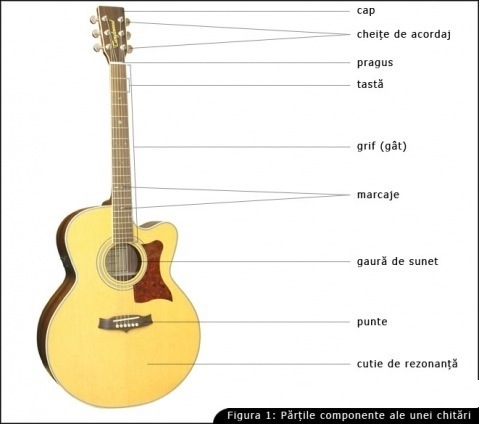 cap
cheițe de acordaj
pragus
tastă
grif (gât)
marcaje
gaură de sunet
punte
cutie de rezonanță
Figura 1: Părțile componente ale unei chitări